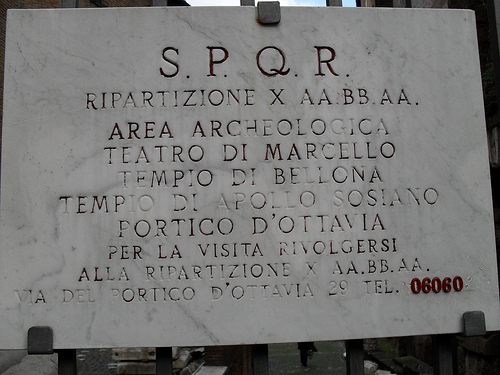 S. P. Q. R.
RIPARTIZIONE X AA.BB.AA.
AREA ARCHEOLOGICA
TEATRO DI MARCELLO
TEMPIO DI BELLONA
TEMPIO DI APOLLO SOSIANO
PORTICO D'OTTAVIA
PER LA VISITA RIVOLGERSI
ALLA RIPARTIZIONE X AA.BB.AA.
VIA DEL PORTICO D'OTTAVIA 29 TEL. 06060